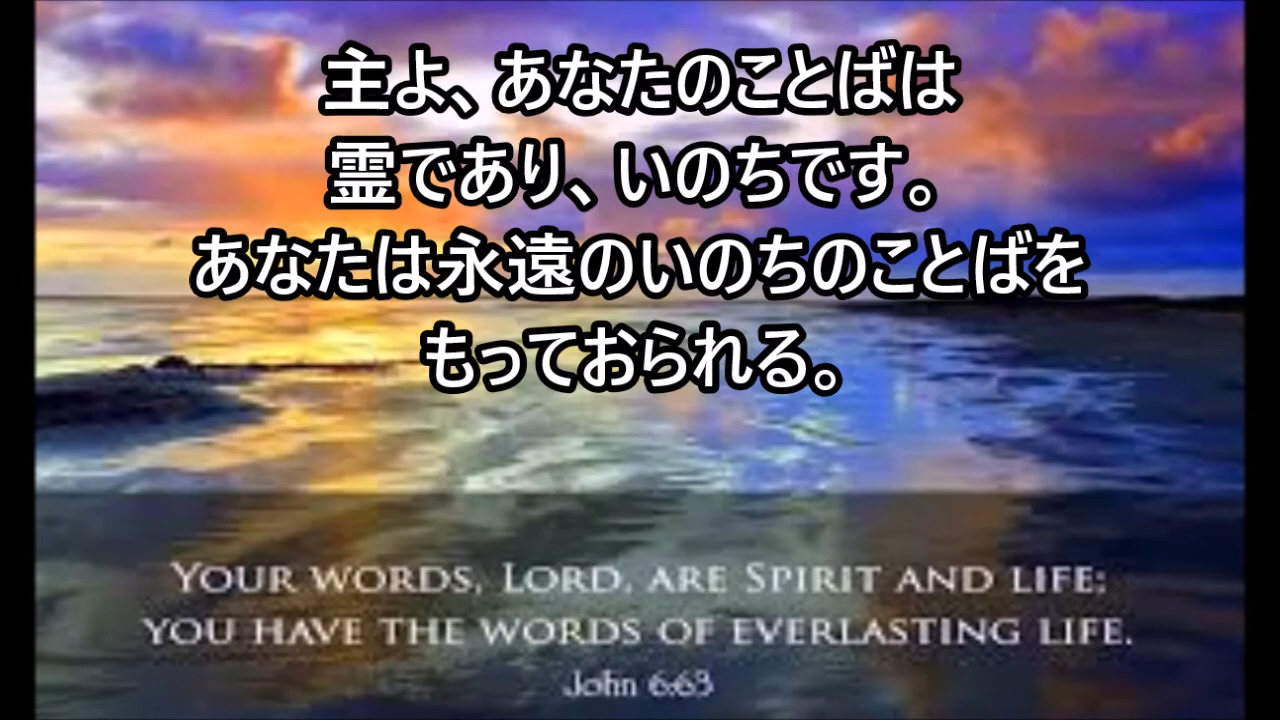 主よ、あなたのことばは
霊であり、いのちです。
あなたは永遠のいのちのことばを
もっておられる。
Your words, Lord, are Spirit and life;
you have the words of everlasting life.
John 6:63